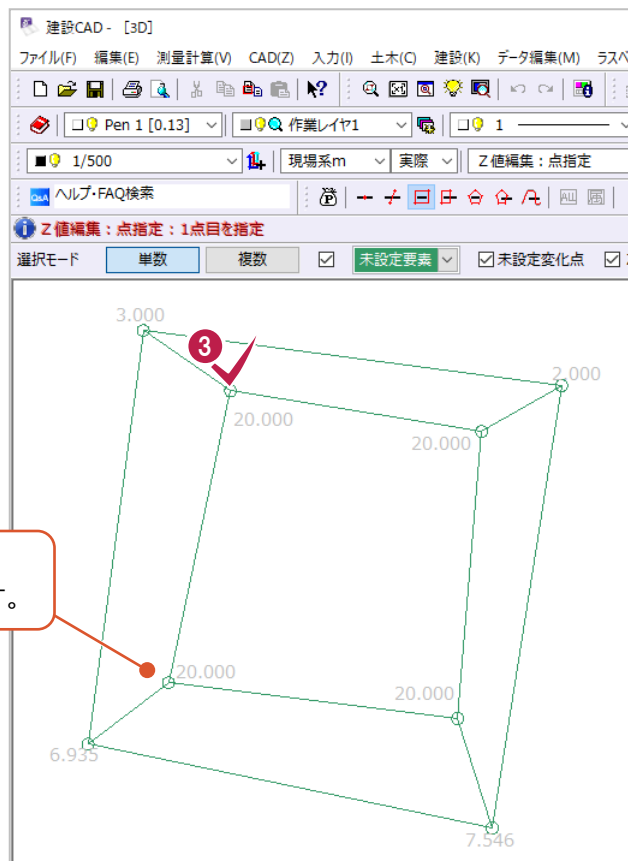 建設CAD - [3D]
ファイル(F) 編集(E) 測量計算(V) CAD(Z) 入力(I) 土木(C) 建設(K) データ編集(M) ラスペ
Pen 1 [0.13] 作業レイヤ1 1
1/500 現場系m 実際 Z値編集：点指定
Q&A ヘルプ・FAQ検索 ALL
Z値編集：点指定：1点目を指定
選択モード 単数 複数 未設定要素 未設定変化点
3.000
3
2.000
20.000
20.000
す。
20.000
20.000
6.935
7.546